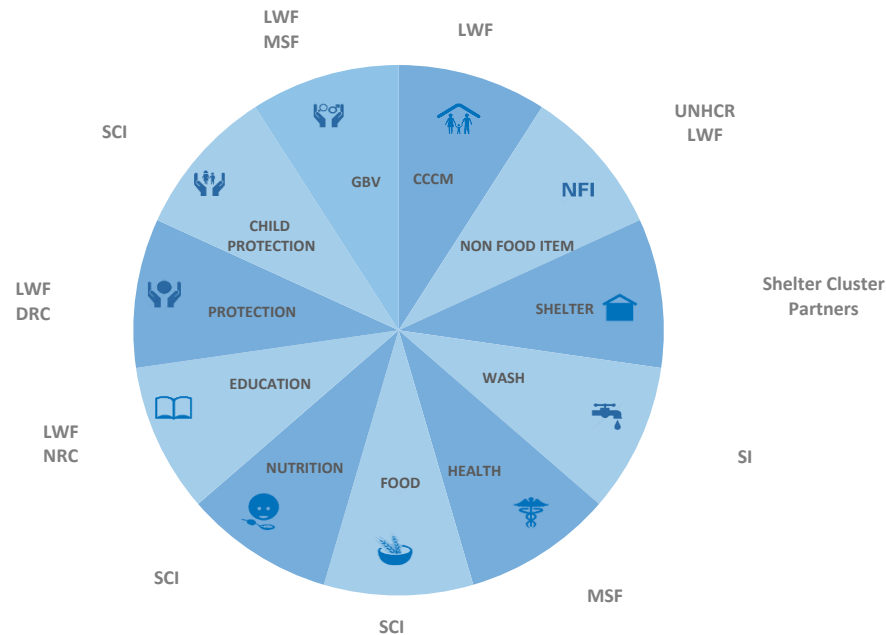 LWF
MSF
LWF
UNHCR
LWF
SCI
GBV
CCCM
NFI
CHILD
PROTECTION
NON FOOD ITEM
LWF
DRC
PROTECTION
SHELTER
Shelter Cluster
Partners
EDUCATION
WASH
LWF
NRC
NUTRITION
FOOD
HEALTH
SI
SCI
SCI
MSF